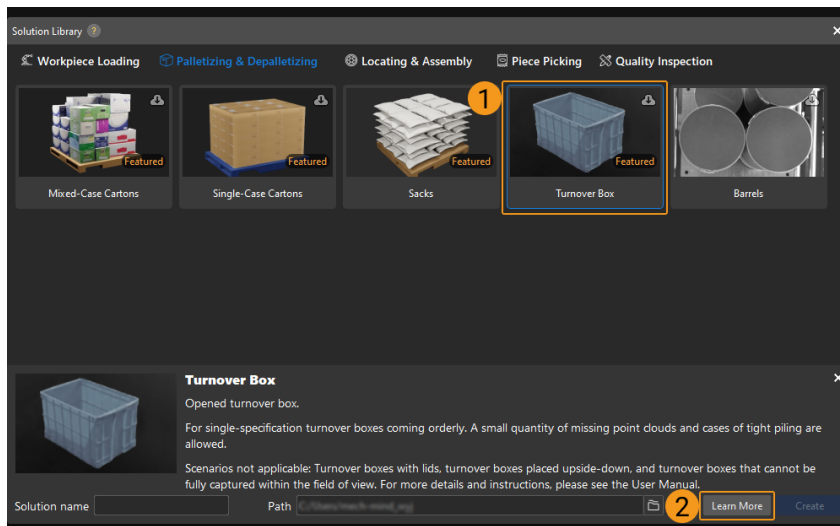 Solution Library ?
Workpiece Loading Palletizing & Depalletizing Locating & Assembly Piece Picking Quality Inspection
1
Featured Featured Featured Featured
Mixed-Case Cartons Single-Case Cartons Sacks Turnover Box Barrels
Turnover Box
Opened turnover box.
For single-specification turnover boxes coming orderly. A small quantity of missing point clouds and cases of tight piling are
allowed.
Scenarios not applicable: Turnover boxes with lids, turnover boxes placed upside-down, and turnover boxes that cannot be
fully captured within the field of view. For more details and instructions, please see the User Manual.
Solution name Path 2 Learn More Create